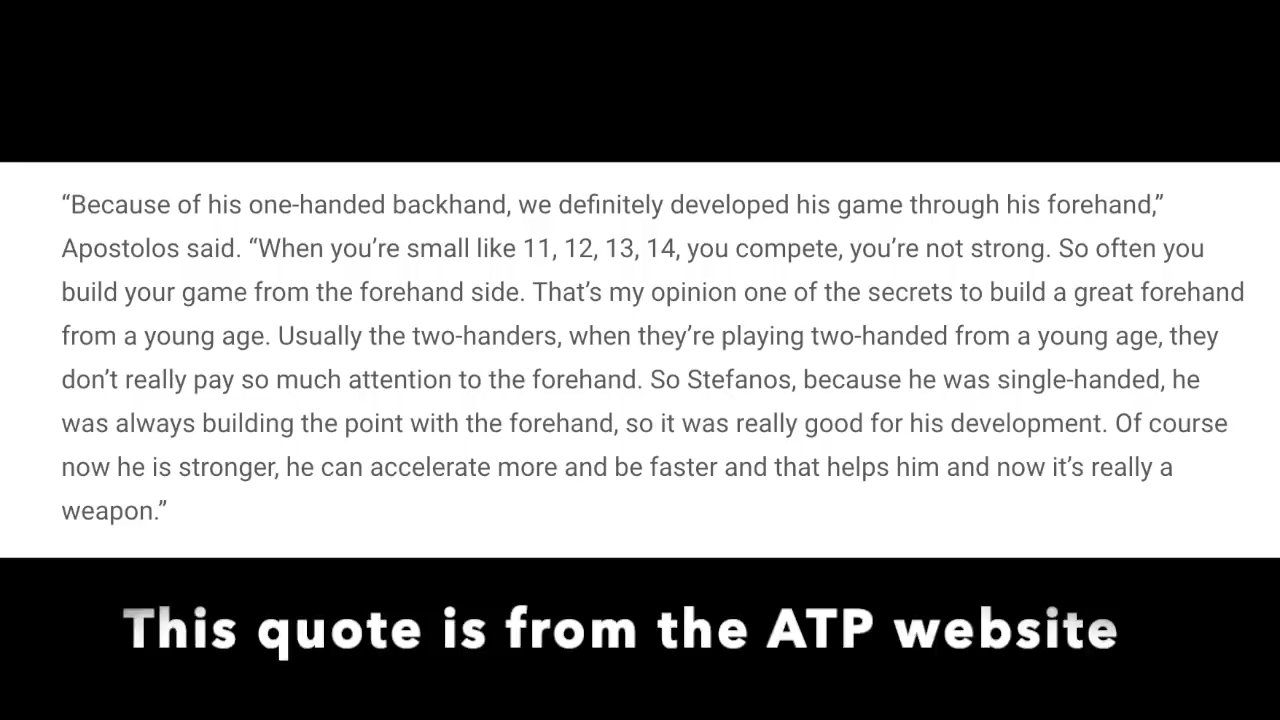 “Because of his one-handed backhand, we definitely developed his game through his forehand,”
Apostolos said. “When you’re small like 11, 12, 13, 14, you compete, you’re not strong. So often you
build your game from the forehand side. That’s my opinion one of the secrets to build a great forehand
from a young age. Usually the two-handers, when they’re playing two-handed from a young age, they
don’t really pay so much attention to the forehand. So Stefanos, because he was single-handed, he
was always building the point with the forehand, so it was really good for his development. Of course
now he is stronger, he can accelerate more and be faster and that helps him and now it’s really a
weapon.”
This quote is from the ATP website